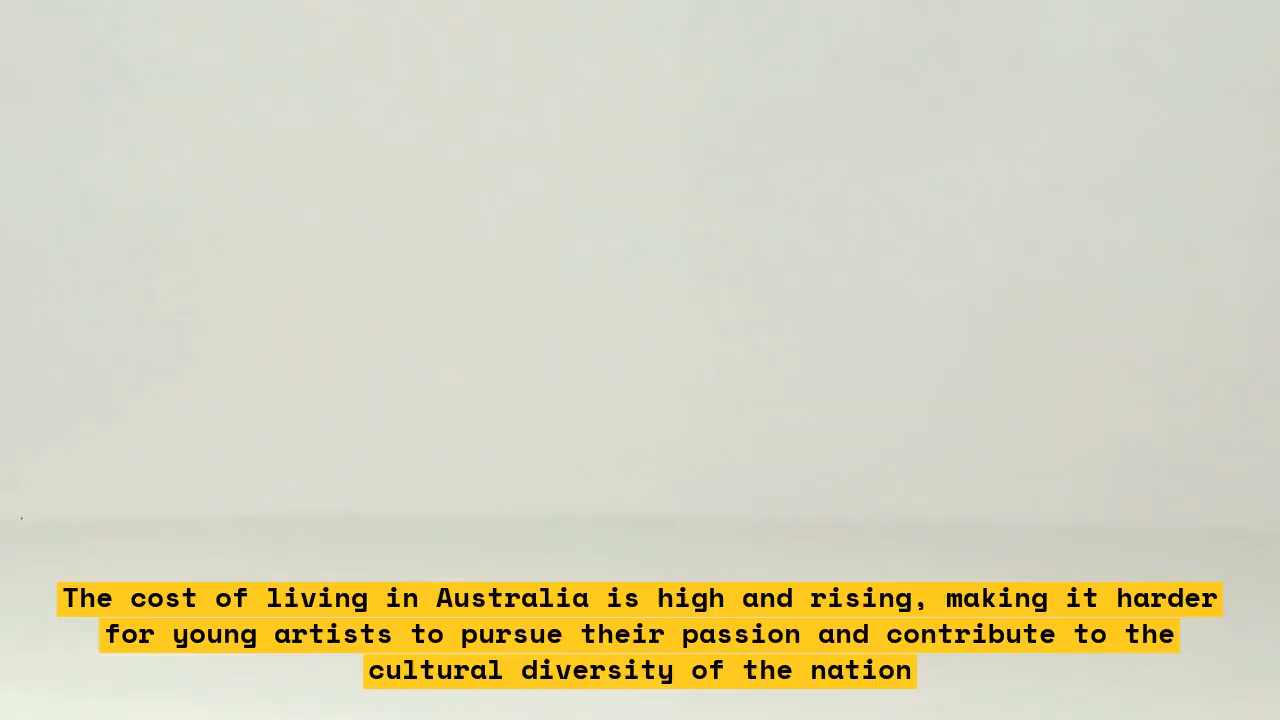 The cost of living in Australia is high and rising, making it harder
for young artists to pursue their passion and contribute to the
cultural diversity of the nation